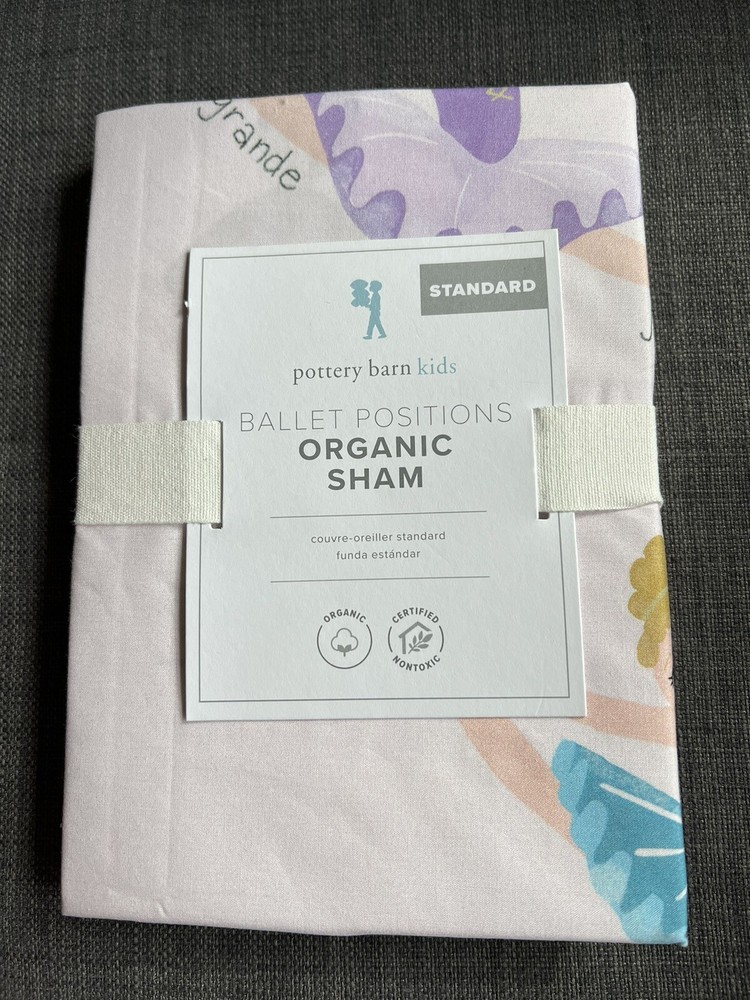 grande
STANDARD
pottery barn kids
BALLET POSITIONS
ORGANIC
SHAM
couvre-oreiller standard
funda estándar
ORGANIC
CERTIFIED
NONTOXIC